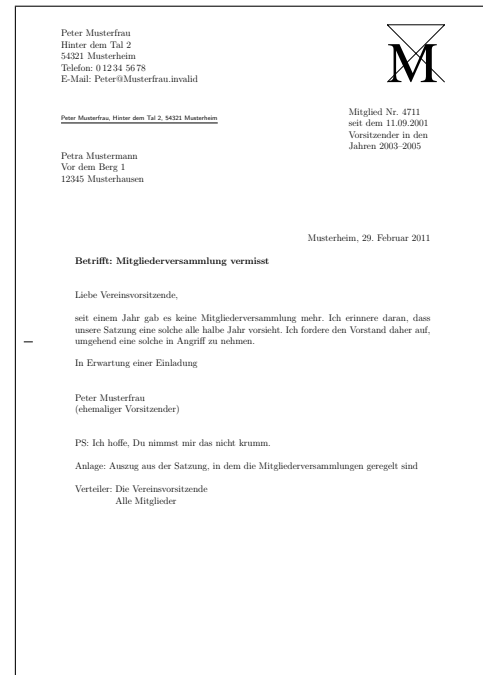 Peter Musterfrau
Hinter dem Tal 2
54321 Musterheim
Telefon: 0 12 34 56 78
E-Mail: Peter@Musterfrau.invalid
M
Peter Musterfrau, Hinter dem Tal 2, 54321 Musterheim
Mitglied Nr. 4711
seit dem 11.09.2001
Vorsitzender in den
Jahren 2003–2005
Petra Mustermann
Vor dem Berg 1
12345 Musterhausen
Musterheim, 29. Februar 2011
Betrifft: Mitgliederversammlung vermisst
Liebe Vereinsvorsitzende,
seit einem Jahr gab es keine Mitgliederversammlung mehr. Ich erinnere daran, dass
unsere Satzung eine solche alle halbe Jahr vorsieht. Ich fordere den Vorstand daher auf,
umgehend eine solche in Angriff zu nehmen.
In Erwartung einer Einladung
Peter Musterfrau
(ehemaliger Vorsitzender)
PS: Ich hoffe, Du nimmst mir das nicht krumm.
Anlage: Auszug aus der Satzung, in dem die Mitgliederversammlungen geregelt sind
Verteiler: Die Vereinsvorsitzende
Alle Mitglieder